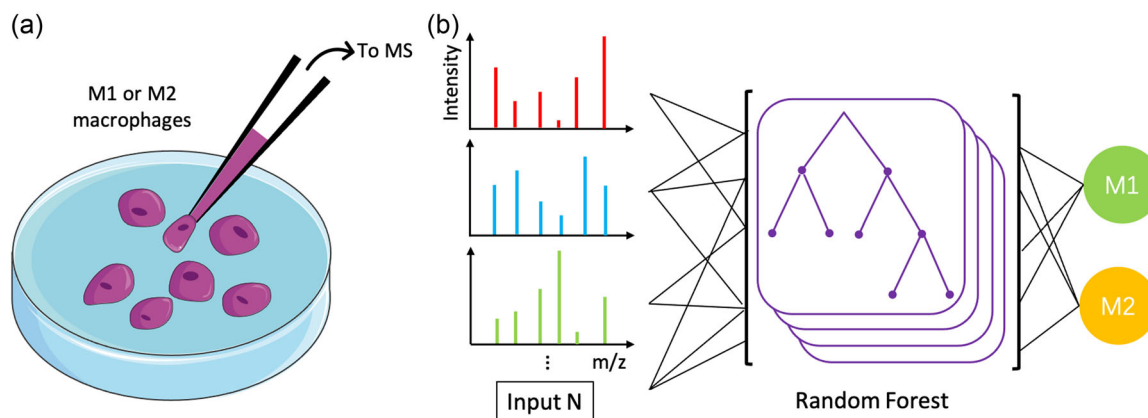 (a)
To MS
M1 or M2
macrophages
(b)
Intensity
m/z
⋮
Input N
Random Forest
M1
M2